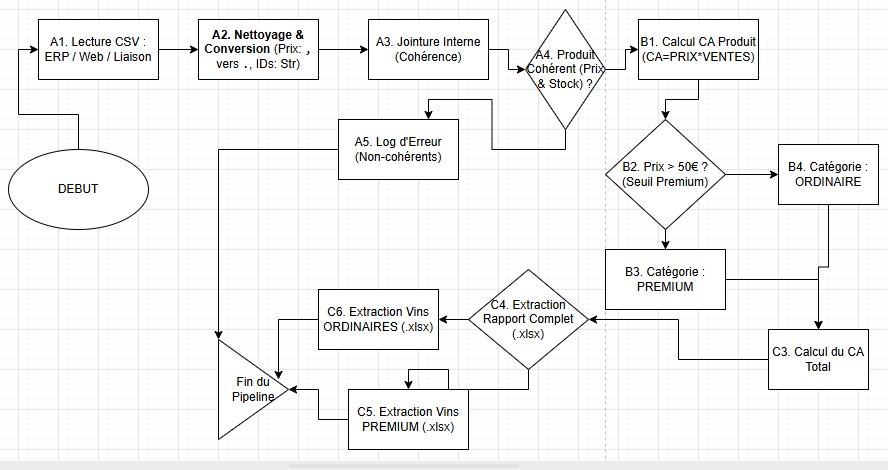 A1. Lecture CSV :
ERP / Web / Liaison
A2. Nettoyage &
Conversion (Prix: ,
vers ., IDs: Str)
A3. Jointure Interne
(Cohérence)
A4. Produit
Cohérent (Prix
& Stock) ?
B1. Calcul CA Produit
(CA=PRIX*VENTES)
A5. Log d'Erreur
(Non-cohérents)
DEBUT
B2. Prix > 50€ ?
(Seuil Premium)
B4. Catégorie :
ORDINAIRE
B3. Catégorie :
PREMIUM
C6. Extraction Vins
ORDINAIRES (.xlsx)
C4. Extraction
Rapport Complet
(.xlsx)
C3. Calcul du CA
Total
Fin du
Pipeline
C5. Extraction Vins
PREMIUM (.xlsx)